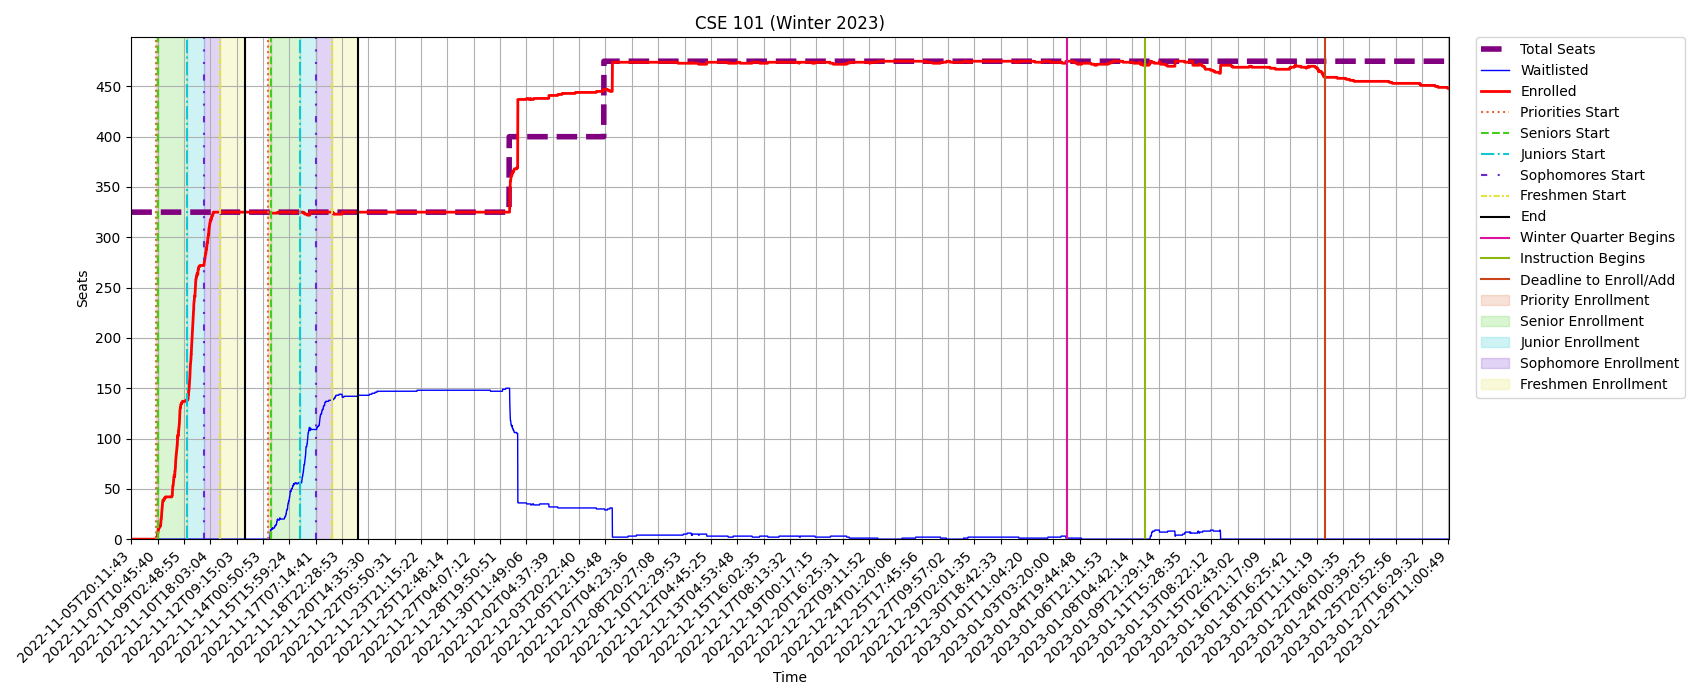 CSE 101 (Winter 2023)
Seats
450
400
350
300
250
200
150
100
50
0
2022-11-05T20:11:43
2022-11-07T10:45:40
2022-11-09T02:48:55
2022-11-10T18:03:04
2022-11-12T09:15:03
2022-11-14T00:50:53
2022-11-15T15:59:24
2022-11-17T07:14:41
2022-11-18T22:28:53
2022-11-20T14:35:30
2022-11-22T05:50:31
2022-11-23T21:15:22
2022-11-25T12:48:14
2022-11-27T04:07:12
2022-11-28T19:50:51
2022-11-30T11:49:06
2022-12-02T04:37:39
2022-12-03T20:22:40
2022-12-05T12:15:48
2022-12-07T04:23:36
2022-12-08T20:27:08
2022-12-10T12:29:53
2022-12-12T04:45:25
2022-12-13T04:53:48
2022-12-15T16:02:35
2022-12-17T08:13:32
2022-12-19T00:17:15
2022-12-20T16:25:31
2022-12-22T09:11:52
2022-12-24T01:20:06
2022-12-25T17:45:56
2022-12-27T09:57:02
2022-12-29T02:01:35
2022-12-30T18:42:33
2023-01-01T11:04:20
2023-01-03T03:20:00
2023-01-04T19:44:48
2023-01-06T12:11:53
2023-01-08T04:42:14
2023-01-09T21:29:14
2023-01-11T15:28:35
2023-01-13T08:22:12
2023-01-15T02:43:02
2023-01-16T21:17:09
2023-01-18T16:25:42
2023-01-20T11:11:19
2023-01-22T06:01:35
2023-01-24T00:39:25
2023-01-25T20:52:56
2023-01-27T16:29:32
2023-01-29T11:00:49
Time
Total Seats
Waitlisted
Enrolled
Priorities Start
Seniors Start
Juniors Start
Sophomores Start
Freshmen Start
End
Winter Quarter Begins
Instruction Begins
Deadline to Enroll/Add
Priority Enrollment
Senior Enrollment
Junior Enrollment
Sophomore Enrollment
Freshmen Enrollment